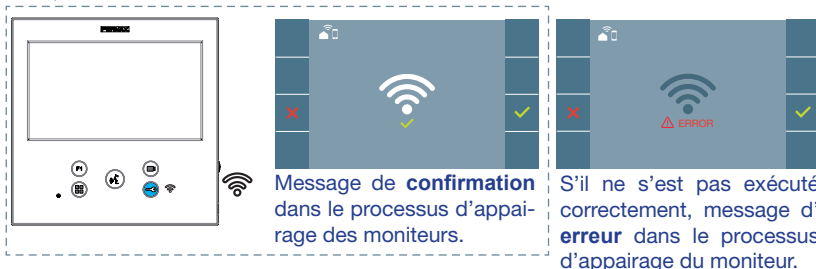 FERMAX
F1
Message de confirmation
dans le processus d’appai-
rage des moniteurs.
ERROR
S’il ne s’est pas exécuté
correctement, message d’
erreur dans le processus
d’appairage du moniteur.